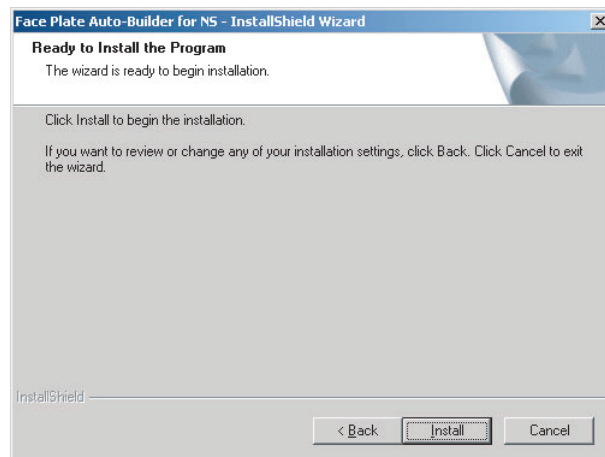 Face Plate Auto-Builder for NS - InstallShield Wizard
Ready to Install the Program
The wizard is ready to begin installation.
Click Install to begin the installation.
If you want to review or change any of your installation settings, click Back. Click Cancel to exit
the wizard.
InstallShield
< Back Install Cancel